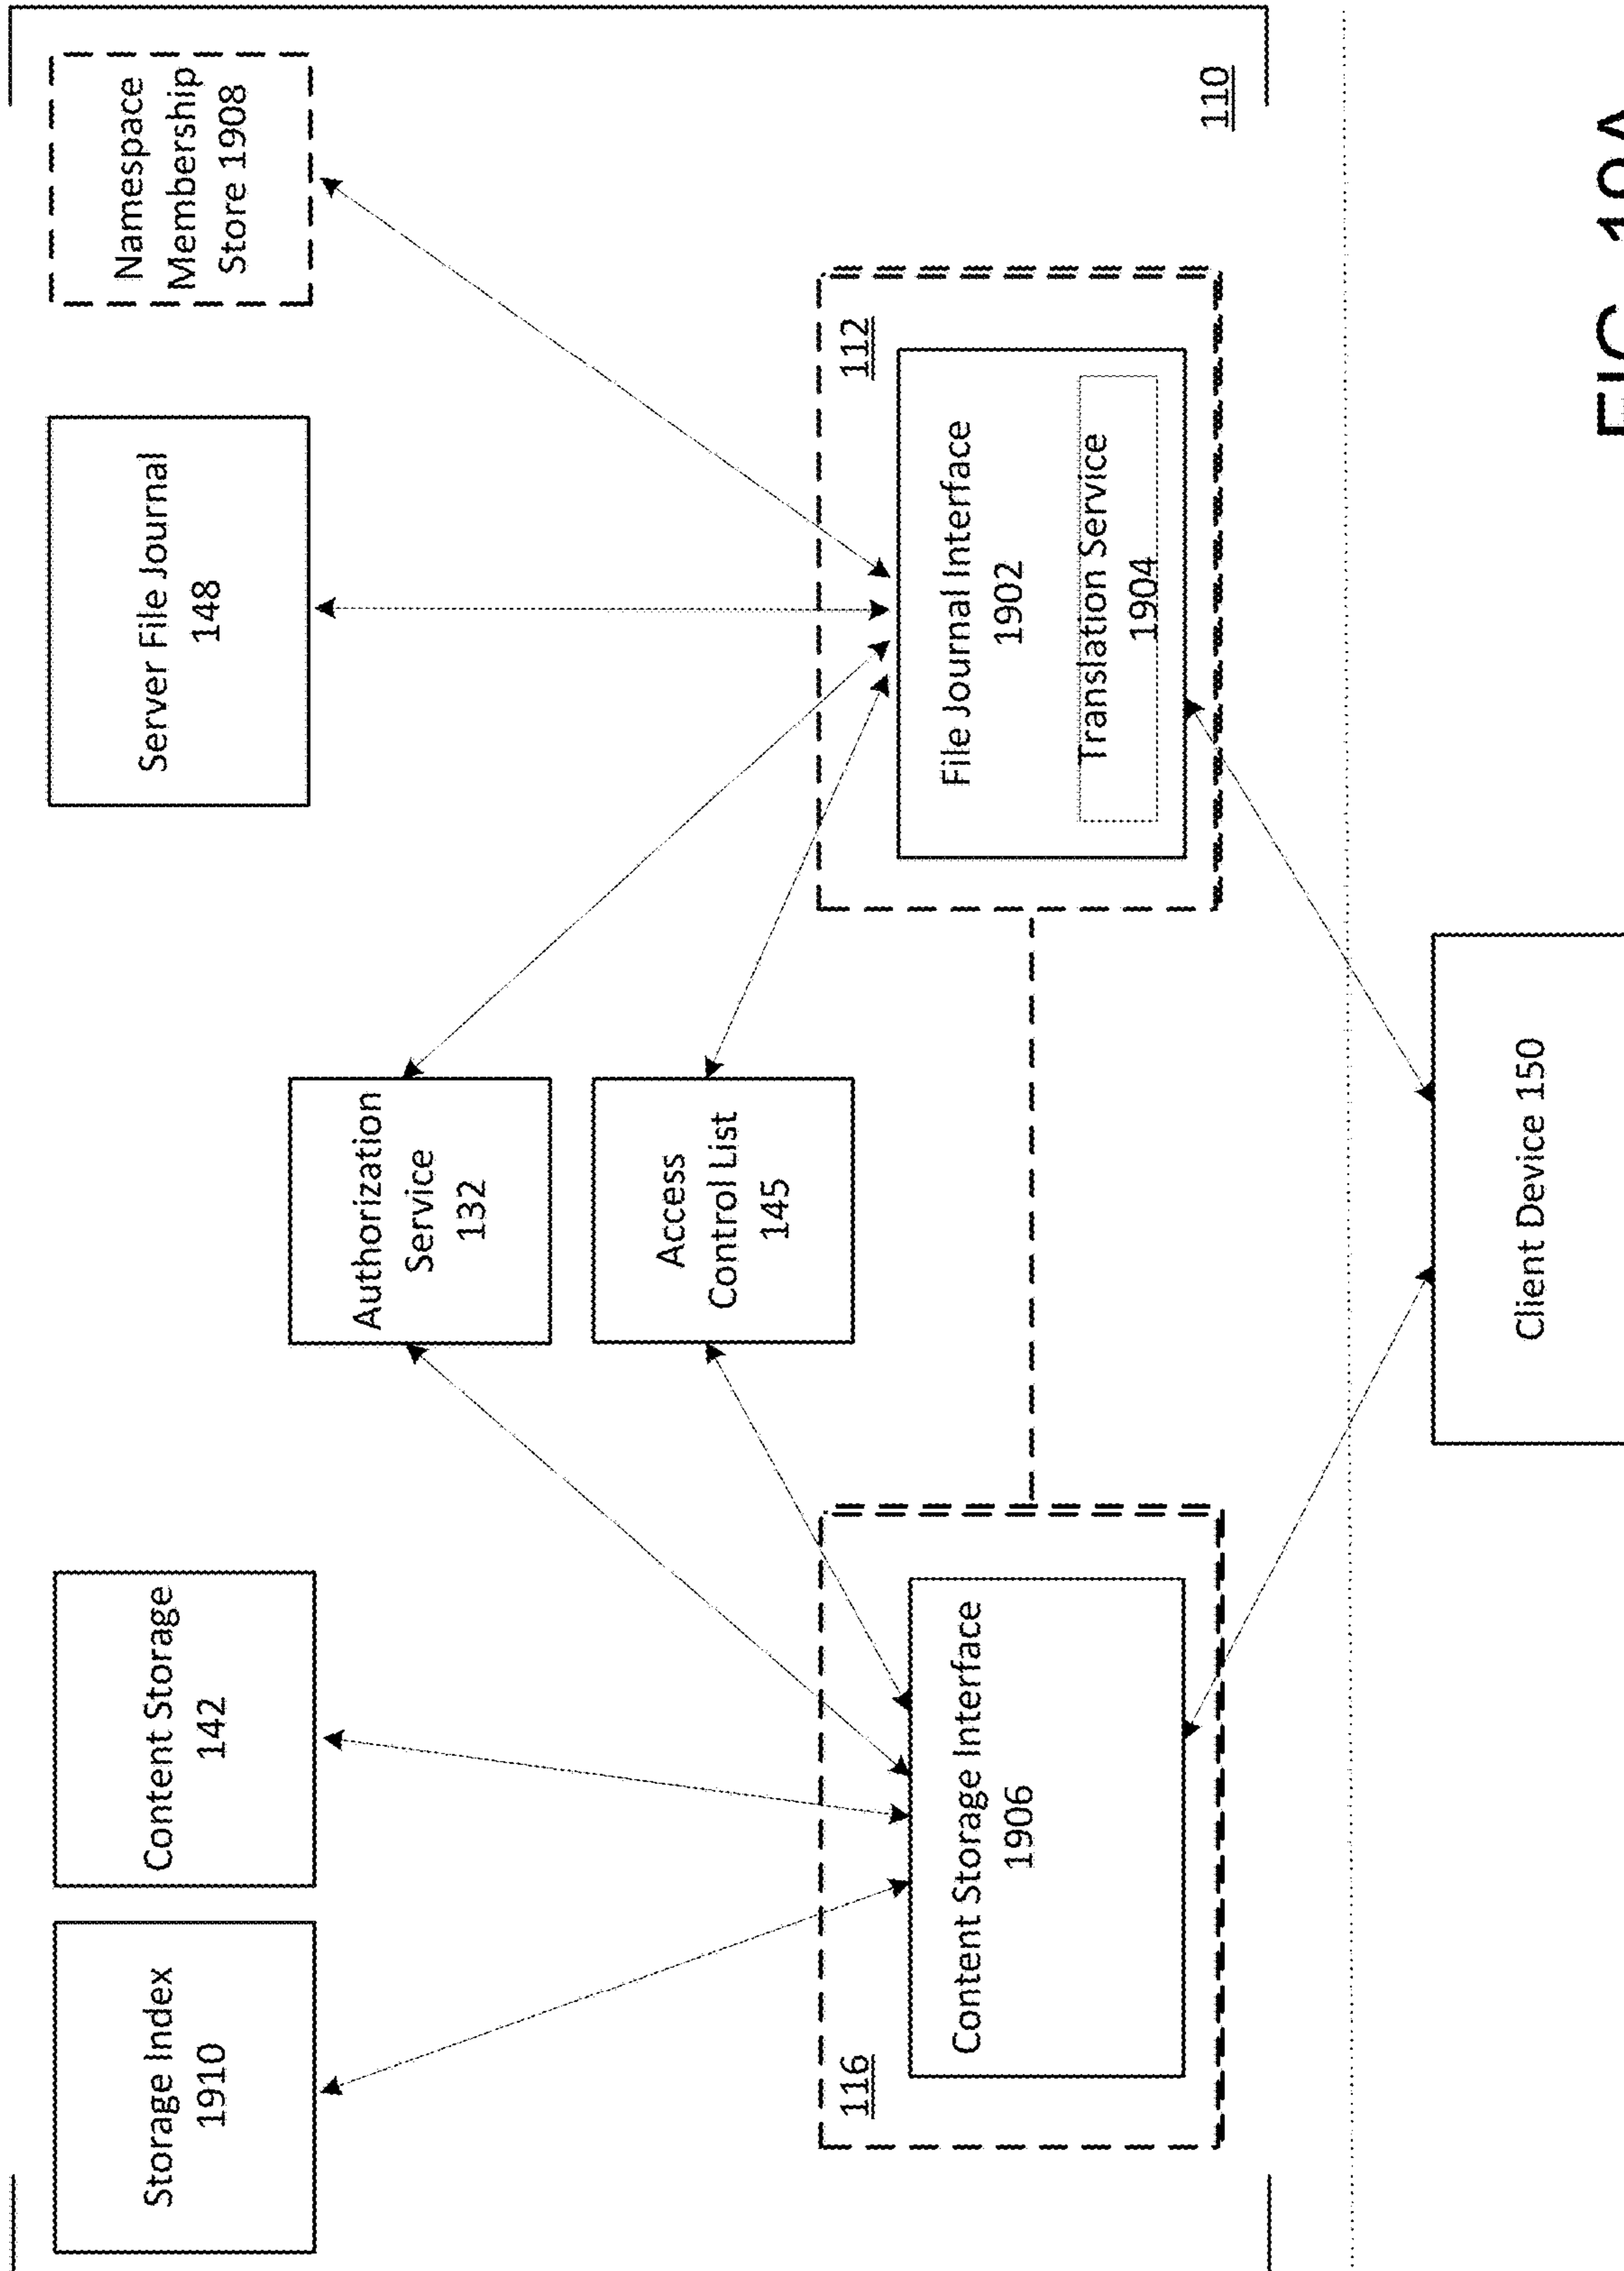 Storage Index
1910
Content Storage
142
Server File Journal
148
Namespace
Membership
Store 1908
Authorization
Service
132
Access
Control List
145
116
Content Storage Interface
1906
112
File Journal Interface
1902
Translation Service
1904
110
Client Device 150